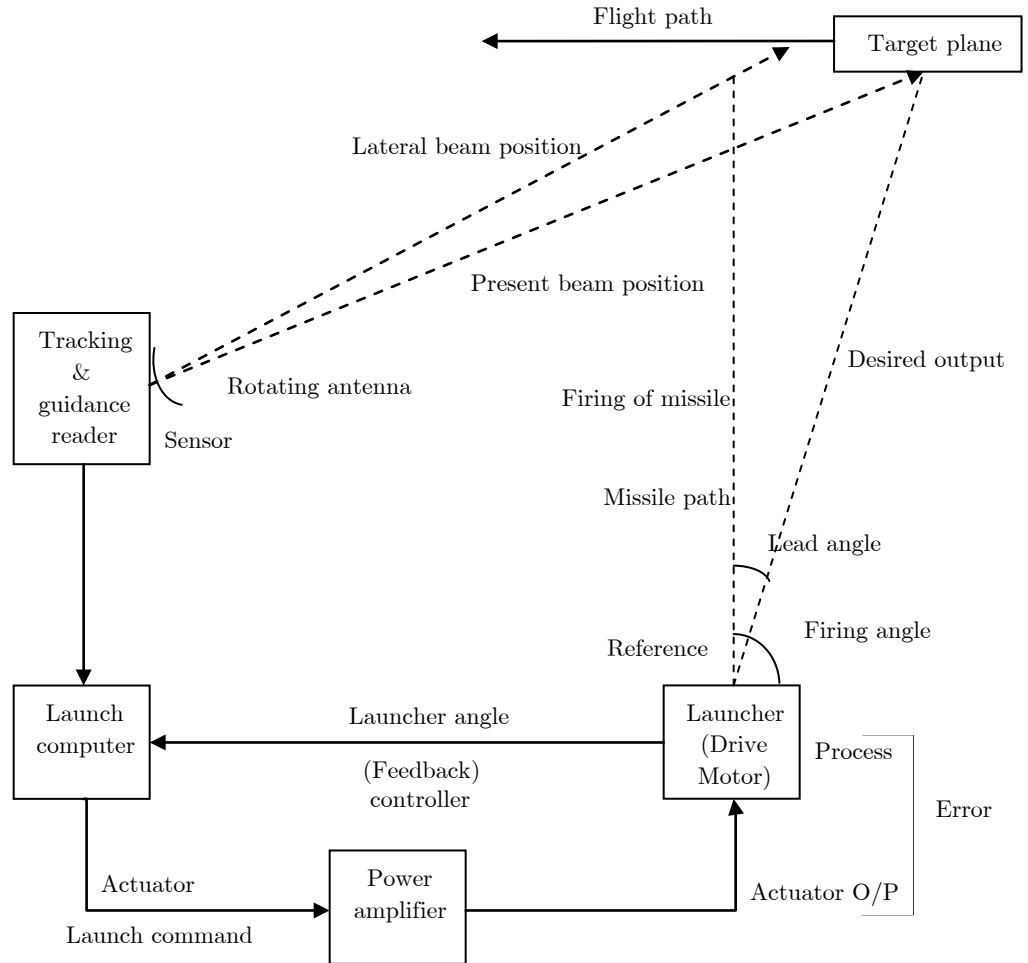 Flight path
Target plane
Lateral beam position
Present beam position
Tracking
&
guidance
reader
Rotating antenna
Sensor
Desired output
Firing of missile
Missile path
Lead angle
Firing angle
Reference
Launch
computer
Launcher angle
(Feedback)
controller
Launcher
(Drive
Motor)
Process
Error
Actuator
Launch command
Power
amplifier
Actuator O/P